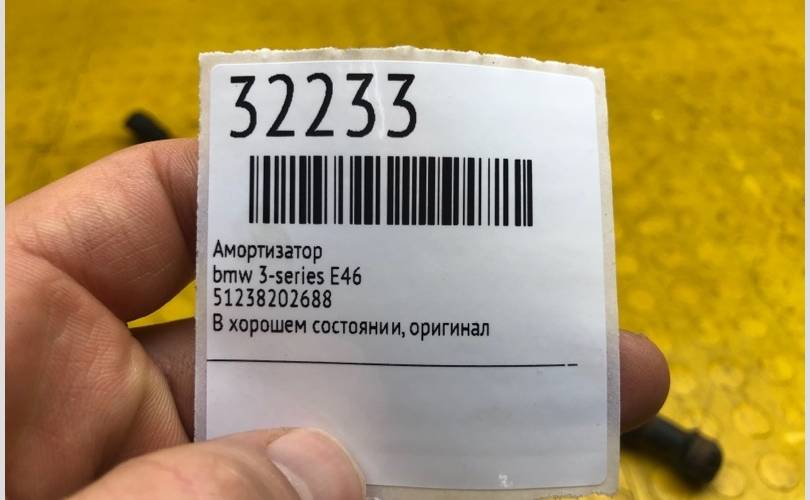 32233
Амортизатор
bmw 3-series E46
51238202688
В хорошем состоянии, оригинал